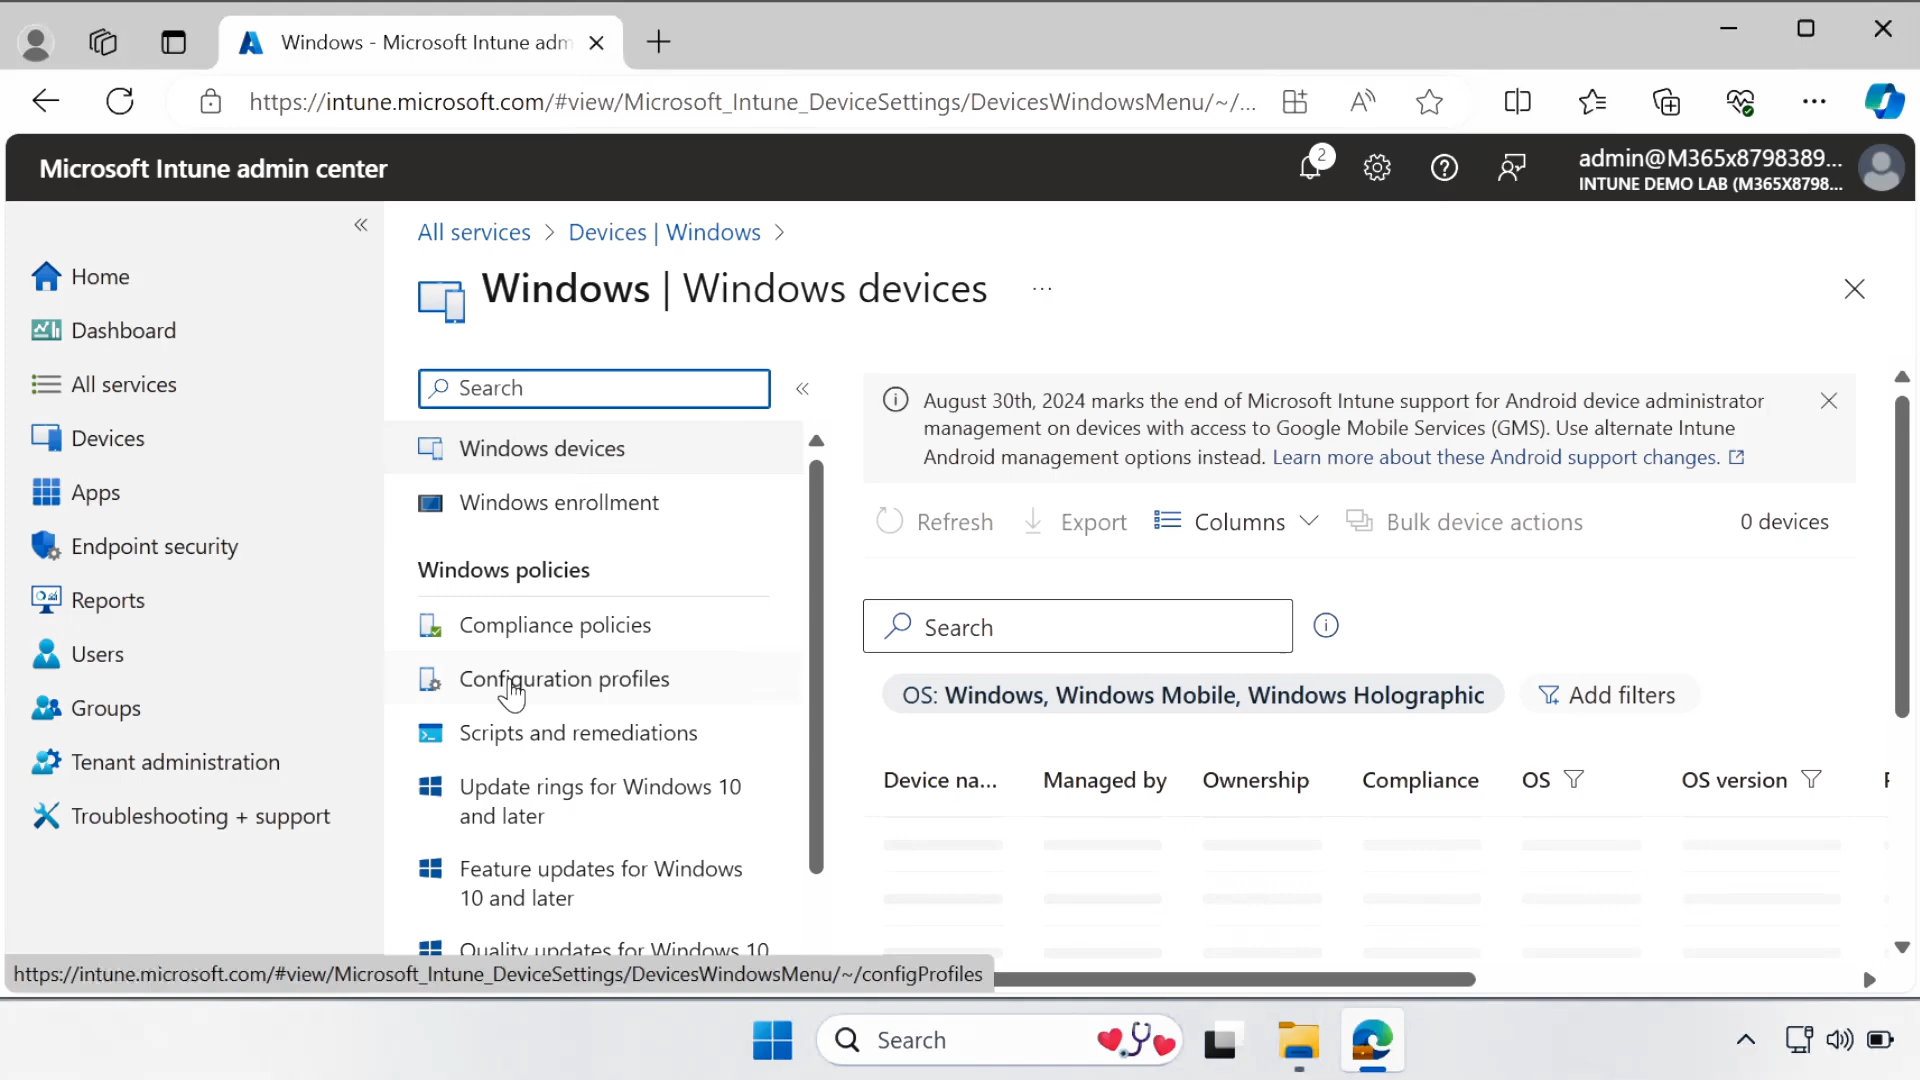 Windows - Microsoft Intune adm
https://intune.microsoft.com/#view/Microsoft_Intune_DeviceSettings/DevicesWindowsMenu/~/...
Microsoft Intune admin center
2
admin@M365x8798389...
INTUNE DEMO LAB (M365X8798...
All services > Devices | Windows >
Windows | Windows devices ...
Home
Dashboard
All services
Devices
Apps
Endpoint security
Reports
Users
Groups
Tenant administration
Troubleshooting + support
Search
Windows devices
Windows enrollment
Windows policies
Compliance policies
Configuration profiles
Scripts and remediations
Update rings for Windows 10
and later
Feature updates for Windows
10 and later
Quality updates for Windows 10
August 30th, 2024 marks the end of Microsoft Intune support for Android device administrator
management on devices with access to Google Mobile Services (GMS). Use alternate Intune
Android management options instead. Learn more about these Android support changes.
Refresh Export Columns Bulk device actions 0 devices
Search
OS: Windows, Windows Mobile, Windows Holographic Add filters
Device na... Managed by Ownership Compliance OS OS version
https://intune.microsoft.com/#view/Microsoft_Intune_DeviceSettings/DevicesWindowsMenu/~/configProfiles
Search